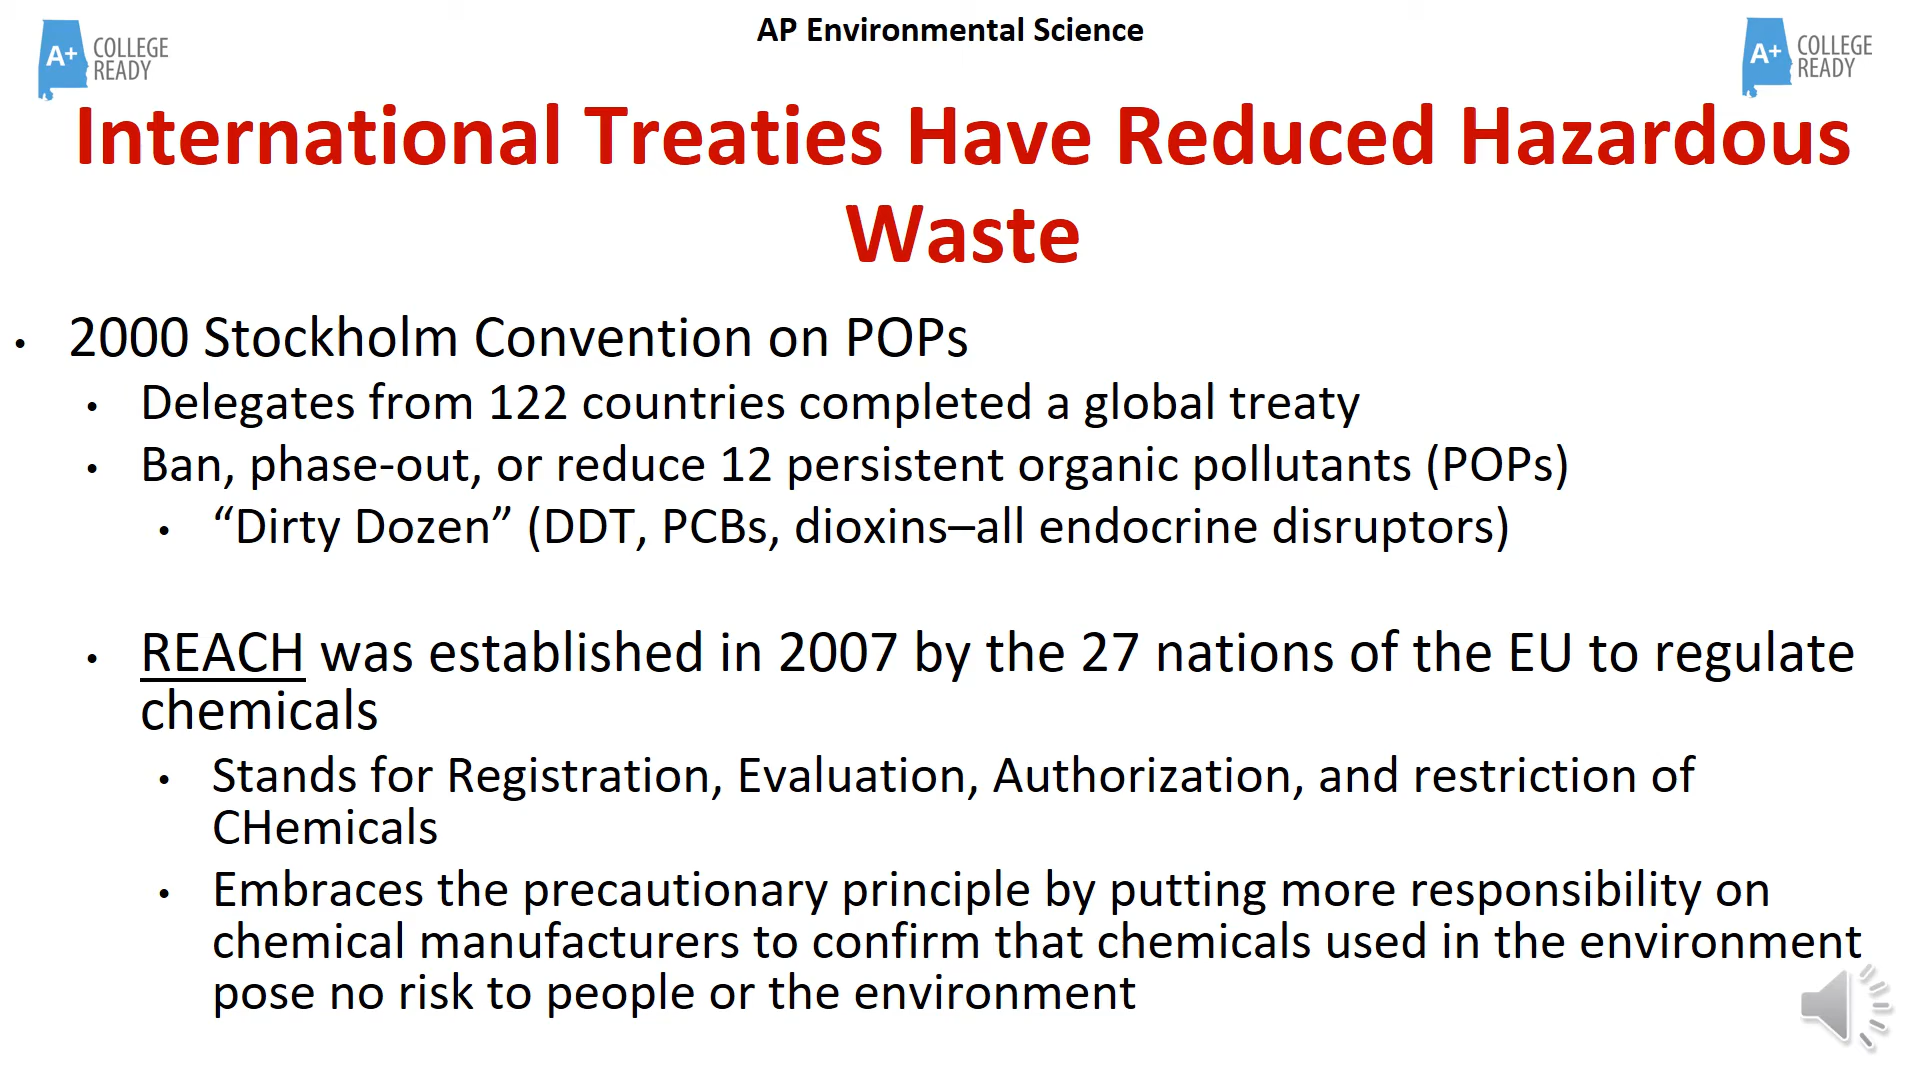 AP Environmental Science
A+ COLLEGE
READY
A+ COLLEGE
READY
International Treaties Have Reduced Hazardous
Waste
• 2000 Stockholm Convention on POPs
• Delegates from 122 countries completed a global treaty
• Ban, phase-out, or reduce 12 persistent organic pollutants (POPs)
• “Dirty Dozen” (DDT, PCBs, dioxins–all endocrine disruptors)
• REACH was established in 2007 by the 27 nations of the EU to regulate
chemicals
• Stands for Registration, Evaluation, Authorization, and restriction of
CHemicals
• Embraces the precautionary principle by putting more responsibility on
chemical manufacturers to confirm that chemicals used in the environment
pose no risk to people or the environment